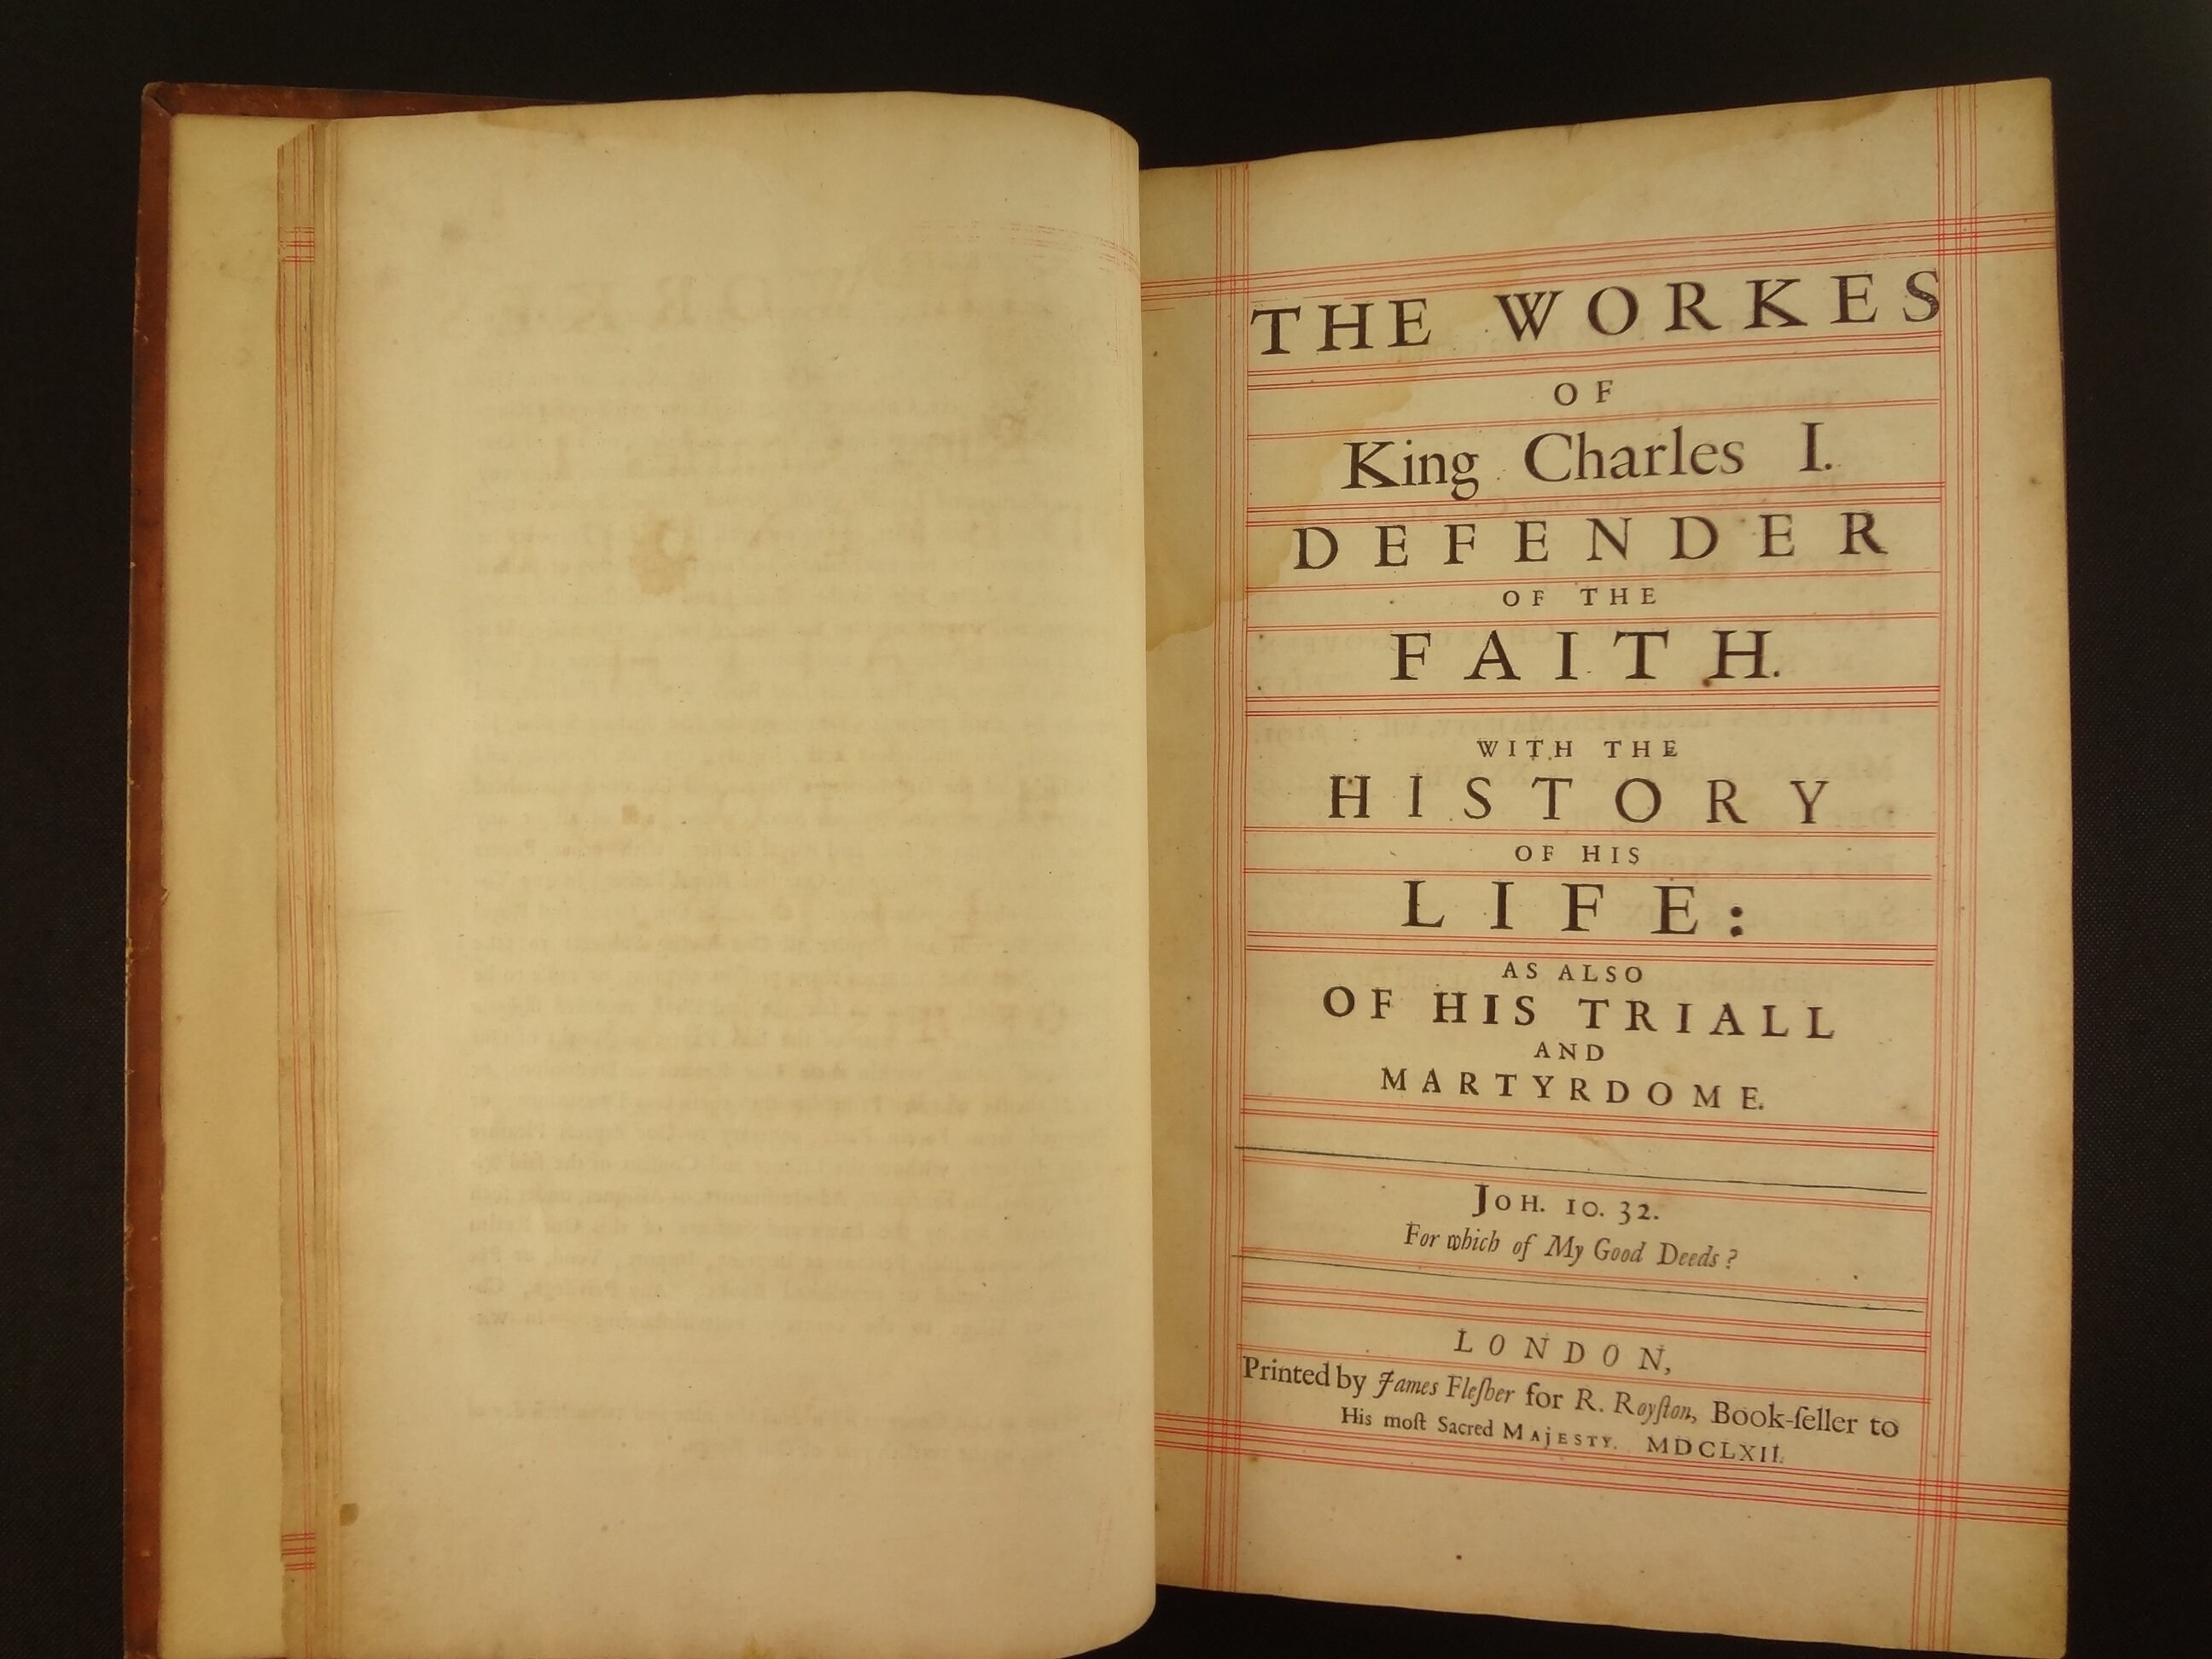 THE WORKES
OF
King Charles I.
DEFENDER
OF THE
FAITH.
WITH THE
HISTORY
OF HIS
LIFE:
AS ALSO
OF HIS TRIALL
AND
MARTYRDOME.
JOH. 10. 32.
For which of My Good Deeds?
LONDON,
Printed by James Fleſher for R. Royſton, Book-ſeller to
His moſt Sacred MAjESTY. MDCLXII.